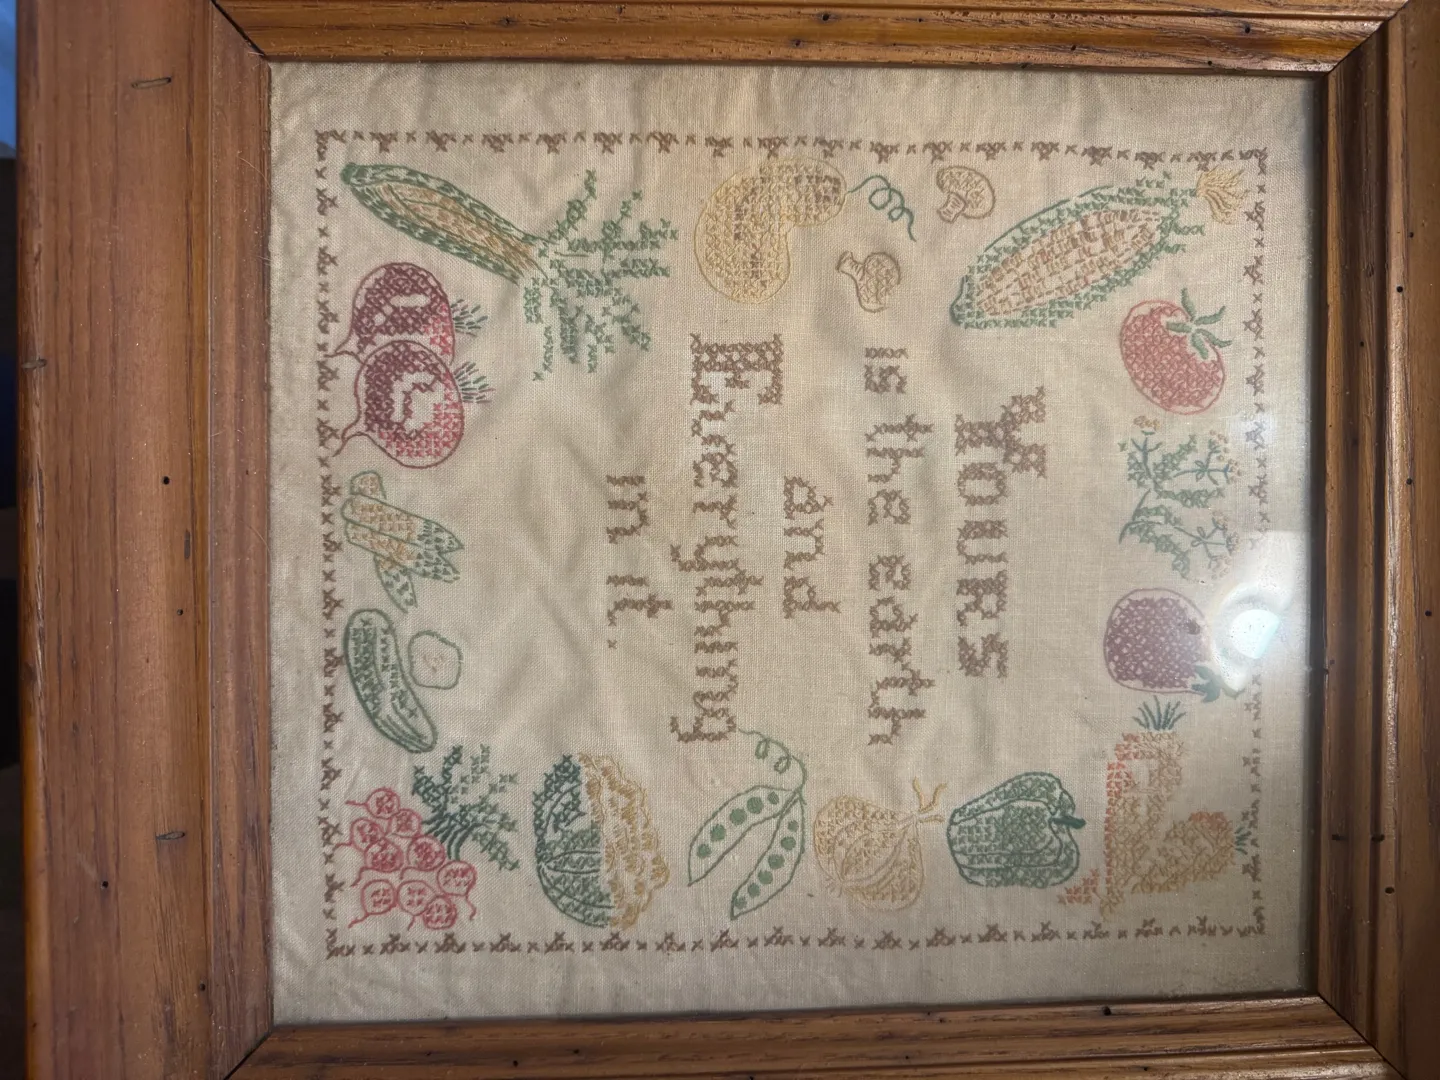 Yours
is the earth
and
Everything
in it.